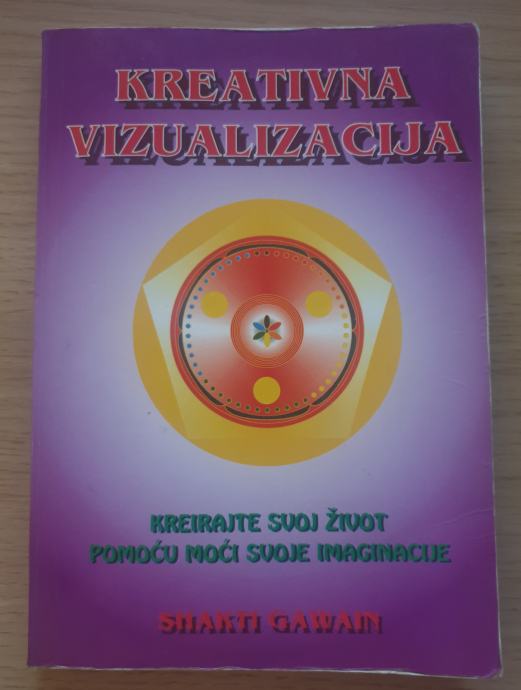 KREATIVNA
VIZUALIZACIJA
KREIRAJTE SVOJ ŽIVOT
POMOĆU MOĆI SVOJE IMAGINACIJE
SHAKTI GAWAIN